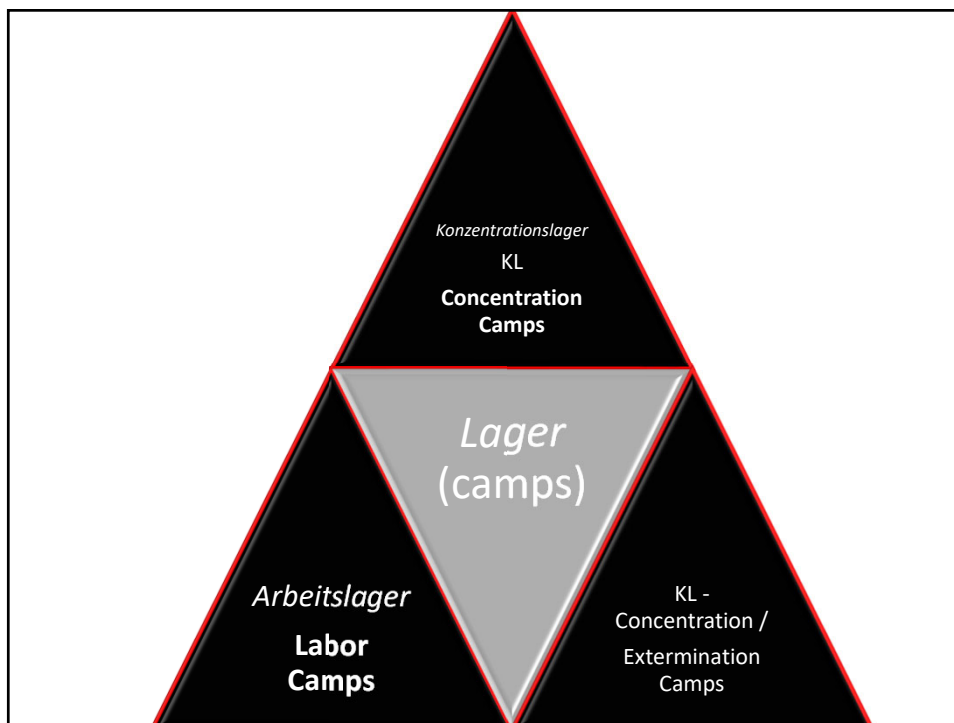 Konzentrationslager
KL
Concentration
Camps
Lager
(camps)
Arbeitslager
Labor
Camps
KL -
Concentration /
Extermination
Camps